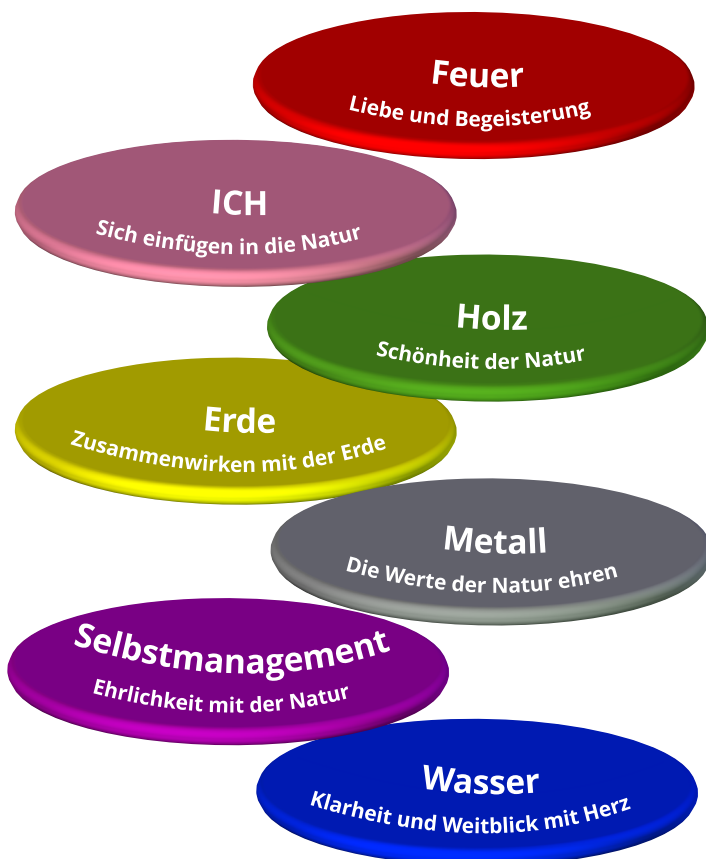 Feuer
Liebe und Begeisterung
ICH
Sich einfügen in die Natur
Holz
Schönheit der Natur
Erde
Zusammenwirken mit der Erde
Metall
Die Werte der Natur ehren
Selbstmanagement
Ehrlichkeit mit der Natur
Wasser
Klarheit und Weitblick mit Herz